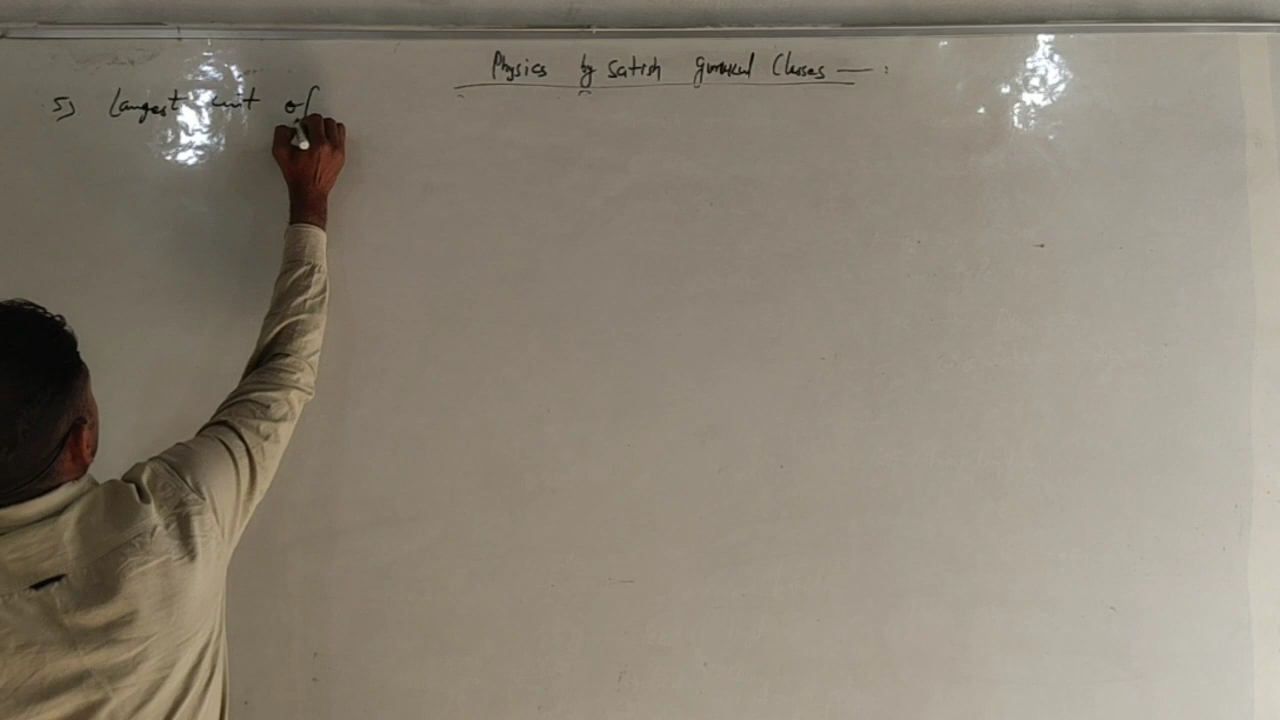 Physics by Satish gurukul Classes — :
5) Largest unit of